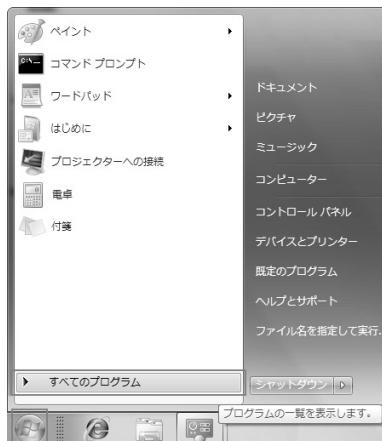 ペイント
コマンド プロンプト
ワードパッド
はじめに
プロジェクターへの接続
電卓
付箋
すべてのプログラム
ドキュメント
ピクチャ
ミュージック
コンピューター
コントロール パネル
デバイスとプリンター
既定のプログラム
ヘルプとサポート
ファイル名を指定して実行.
シャットダウン
プログラムの一覧を表示します。